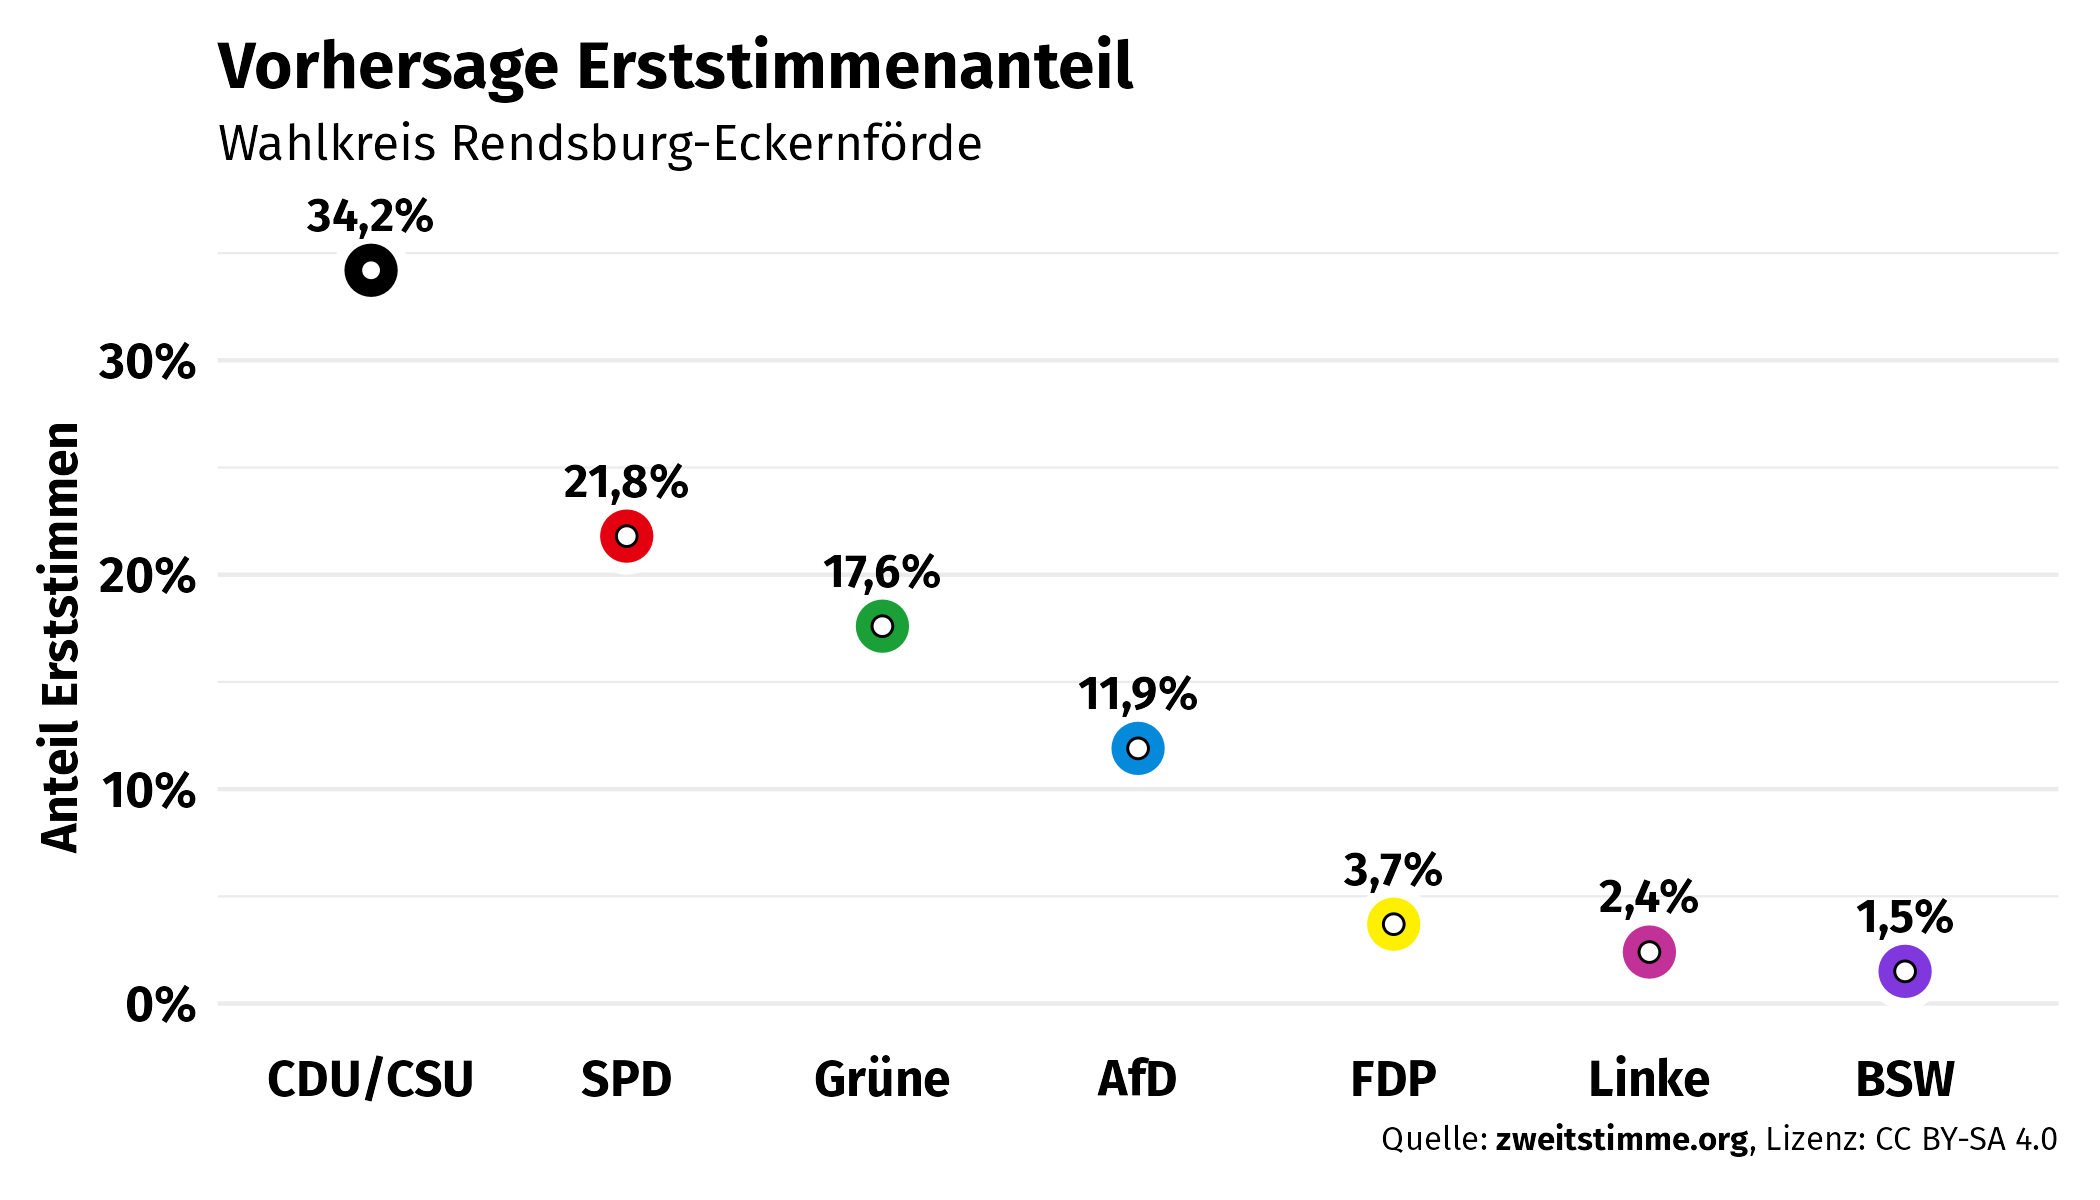 Vorhersage Erststimmenanteil
Wahlkreis Rendsburg-Eckernförde
34,2%
30%
21,8%
20%
17,6%
11,9%
10%
3,7%
2,4%
1,5%
0%
Anteil Erststimmen
CDU/CSU SPD Grüne AfD FDP Linke BSW
Quelle: zweitstimme.org, Lizenz: CC BY-SA 4.0